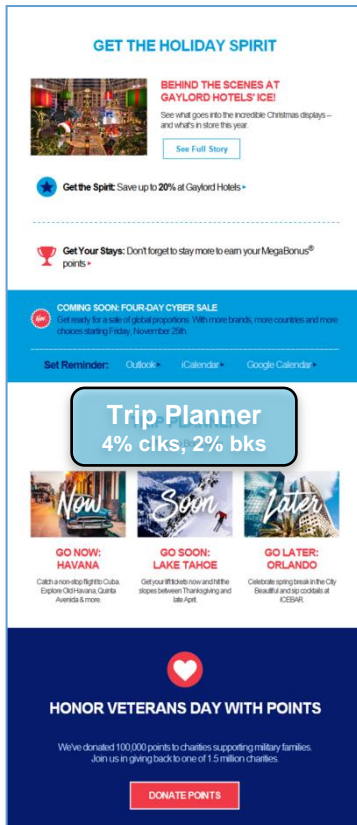 GET THE HOLIDAY SPIRIT
BEHIND THE SCENES AT
GAYLORD HOTELS' ICE!
See what goes into the incredible Christmas displays –
and what's in store this year.
See Full Story
Get the Spirit: Save up to 20% at Gaylord Hotels
Get Your Stays: Don't forget to stay more to earn your MegaBonus®
points
New
COMING SOON: FOUR-DAY CYBER SALE
Get ready for a sale of global proportions. With more brands, more countries and more
choices starting Friday, November 25th.
Set Reminder: Outlook iCalendar Google Calendar
Trip Planner
4% clks, 2% bks
Now Soon Later
GO NOW:
HAVANA
Catch a non-stop flight to Cuba.
Explore Old Havana, Quinta
Avenida & more.
GO SOON:
LAKE TAHOE
Get your lift tickets now and hit the
slopes between Thanksgiving and
late April.
GO LATER:
ORLANDO
Celebrate spring break in the City
Beautiful and sip cocktails at
ICEBAR.
HONOR VETERANS DAY WITH POINTS
We've donated 100,000 points to charities supporting military families.
Join us in giving back to one of 1.5 million charities.
DONATE POINTS